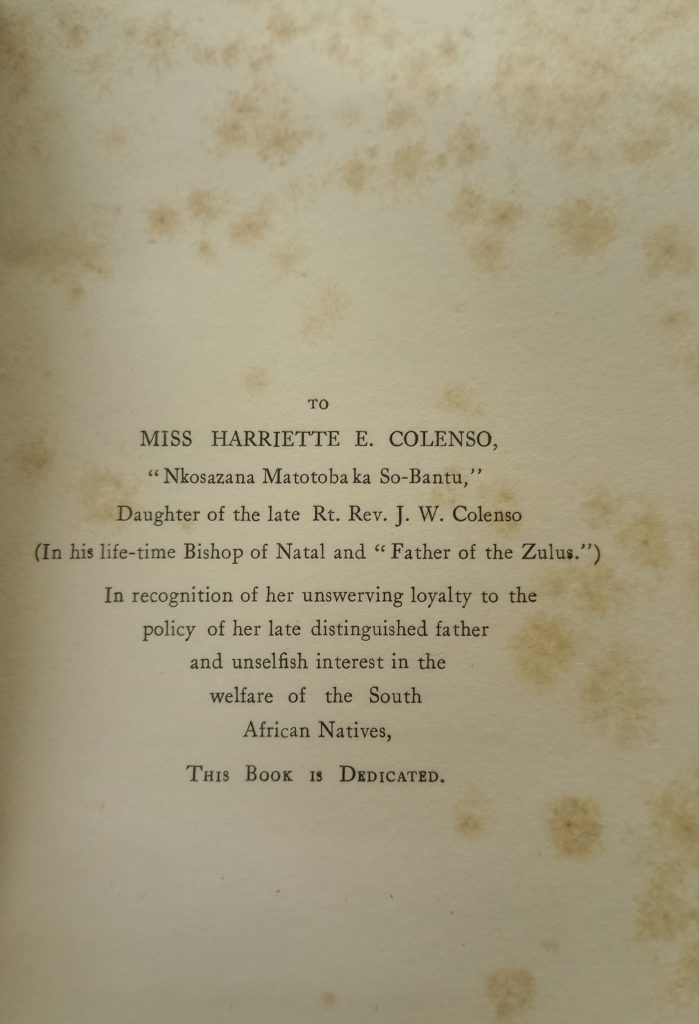 TO
MISS HARRIETTE E. COLENSO,
“Nkosazana Matotoba ka So-Bantu,”
Daughter of the late Rt. Rev. J. W. Colenso
(In his life-time Bishop of Natal and “Father of the Zulus.”)
In recognition of her unswerving loyalty to the
policy of her late distinguished father
and unselfish interest in the
welfare of the South
African Natives,
THIS BOOK IS DEDICATED.